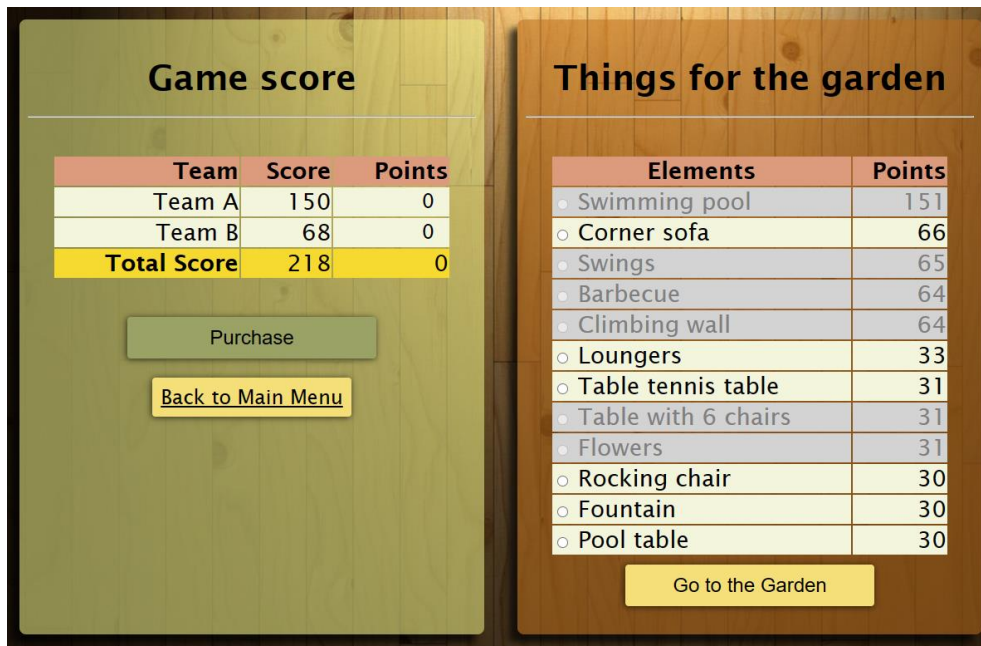 Game score
Team Score Points
Team A 150 0
Team B 68 0
Total Score 218 0
Purchase
Back to Main Menu
Things for the garden
Elements Points
Swimming pool 151
Corner sofa 66
Swings 65
Barbecue 64
Climbing wall 64
Loungers 33
Table tennis table 31
Table with 6 chairs 31
Flowers 31
Rocking chair 30
Fountain 30
Pool table 30
Go to the Garden